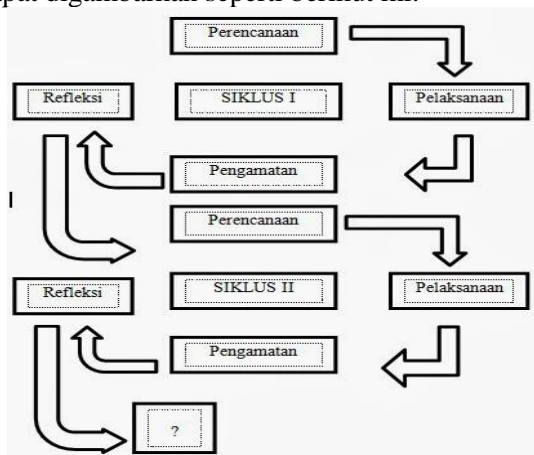 dapat digambarkan seperti berikut ini:
Perencanaan
Refleksi
SIKLUS I
Pelaksanaan
Pengamatan
Perencanaan
Refleksi
SIKLUS II
Pelaksanaan
Pengamatan
?